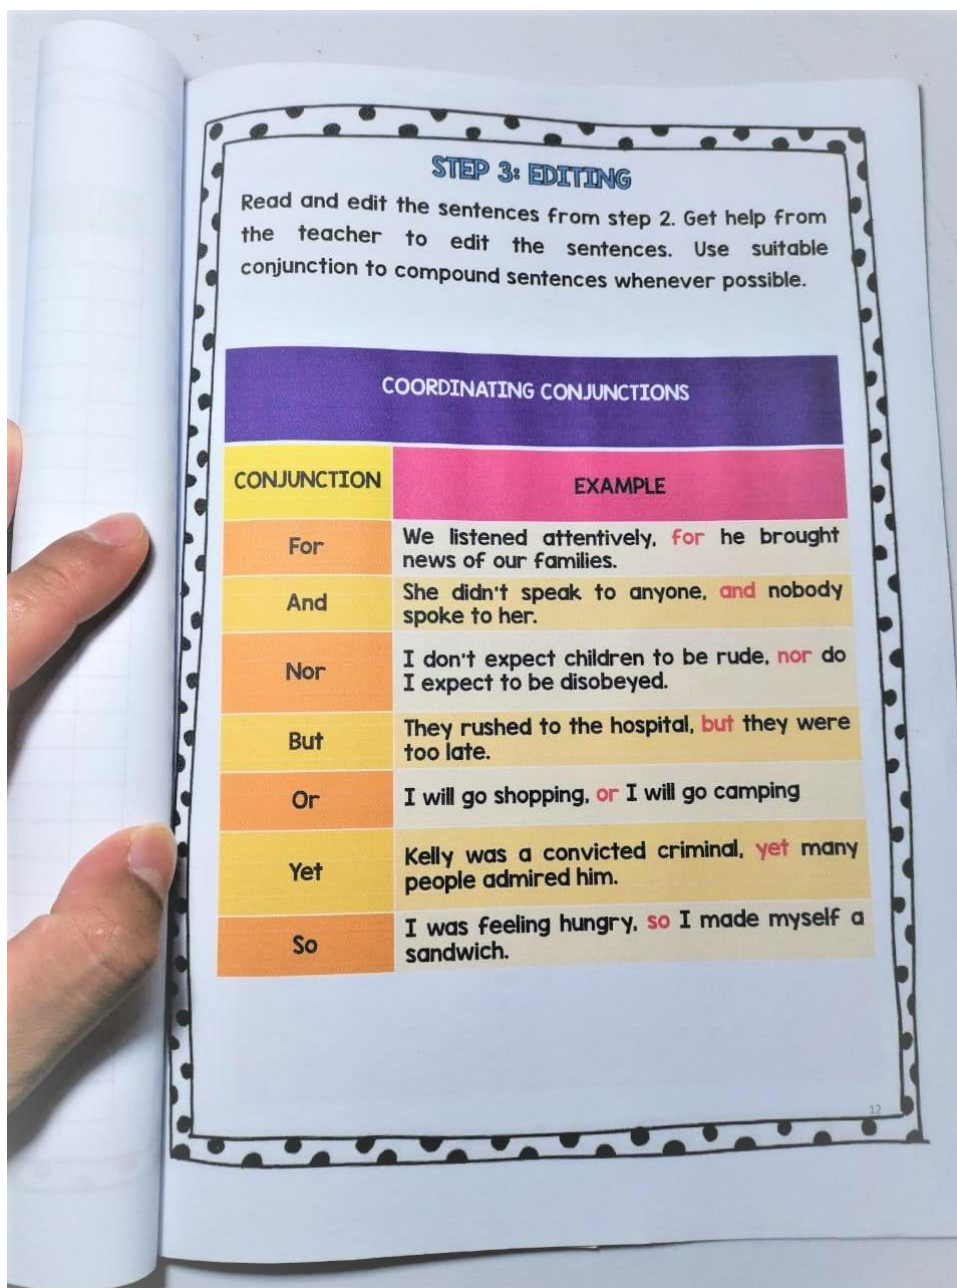 STEP 3: EDITING
Read and edit the sentences from step 2. Get help from
the teacher to edit the sentences. Use suitable
conjunction to compound sentences whenever possible.
COORDINATING CONJUNCTIONS
CONJUNCTION
EXAMPLE
For
We listened attentively, for he brought
news of our families.
And
She didn't speak to anyone, and nobody
spoke to her.
Nor
I don't expect children to be rude, nor do
I expect to be disobeyed.
But
They rushed to the hospital, but they were
too late.
Or
I will go shopping, or I will go camping
Yet
Kelly was a convicted criminal, yet many
people admired him.
So
I was feeling hungry, so I made myself a
sandwich.
12